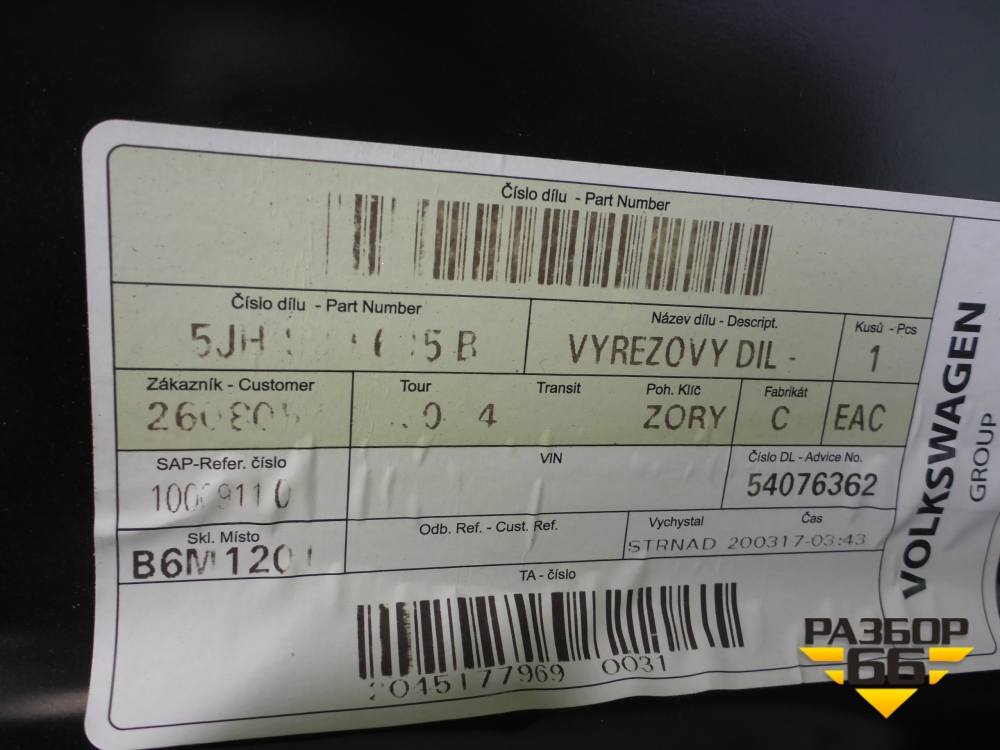 Číslo dílu - Part Number
Číslo dílu - Part Number
Název dílu - Descript.
VYREZOVY DIL -
Kusů - Pcs
1
Zákazník - Customer
Tour
Transit
Poh. Klíč
ZORY
Fabrikát
C
EAC
SAP-Refer. číslo
VIN
Číslo DL - Advice No.
54076362
Skl. Místo
Odb. Ref. - Cust. Ref.
Vychystal
Čas
STRNAD 200317-03:43
TA - číslo
0031
VOLKSWAGEN
GROUP
РАЗБОР
66